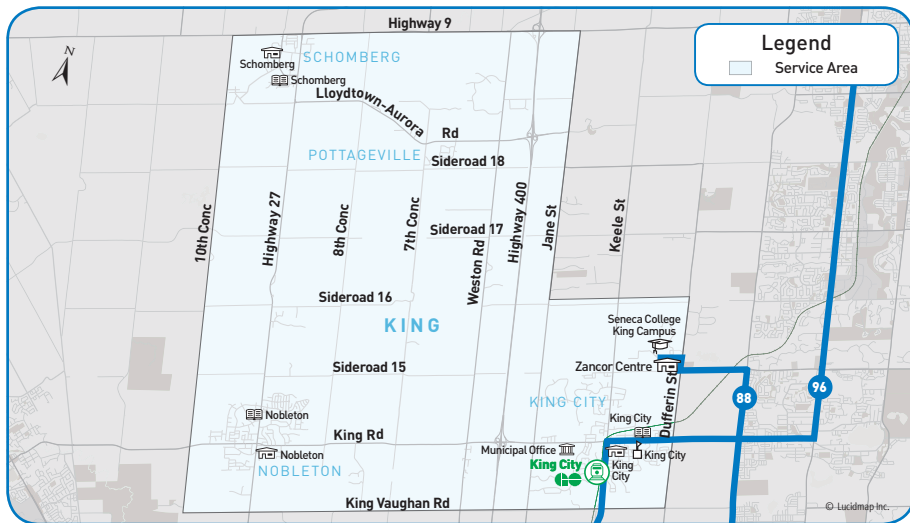 Highway 9
N
Legend
Service Area
SCHOMBERG
Schomberg
Schomberg
Lloydtown-Aurora
Rd
POTTAGEVILLE
Sideroad 18
10th Conc
Highway 27
8th Conc
7th Conc
Sideroad 17
Weston Rd
Highway 400
Jane St
Keele St
Sideroad 16
KING
Seneca College
King Campus
Sideroad 15
Zancor Centre
Dufferin St
88
96
KING CITY
Nobleton
King City
King Rd
Municipal Office
Nobleton
King
City
King City
King City
NOBLETON
King Vaughan Rd
© Lucidmap Inc.